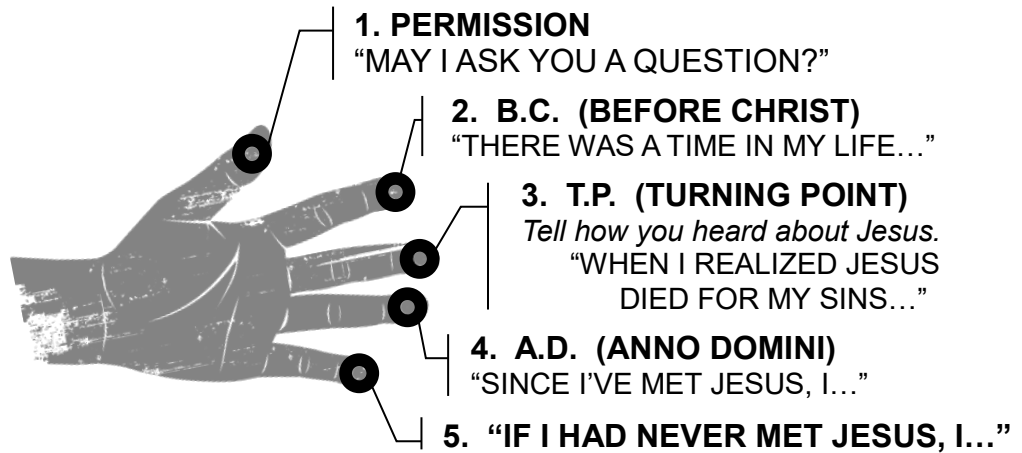 1. PERMISSION
“MAY I ASK YOU A QUESTION?”
2. B.C. (BEFORE CHRIST)
“THERE WAS A TIME IN MY LIFE…”
3. T.P. (TURNING POINT)
Tell how you heard about Jesus.
“WHEN I REALIZED JESUS
DIED FOR MY SINS…”
4. A.D. (ANNO DOMINI)
“SINCE I’VE MET JESUS, I…”
5. “IF I HAD NEVER MET JESUS, I…”